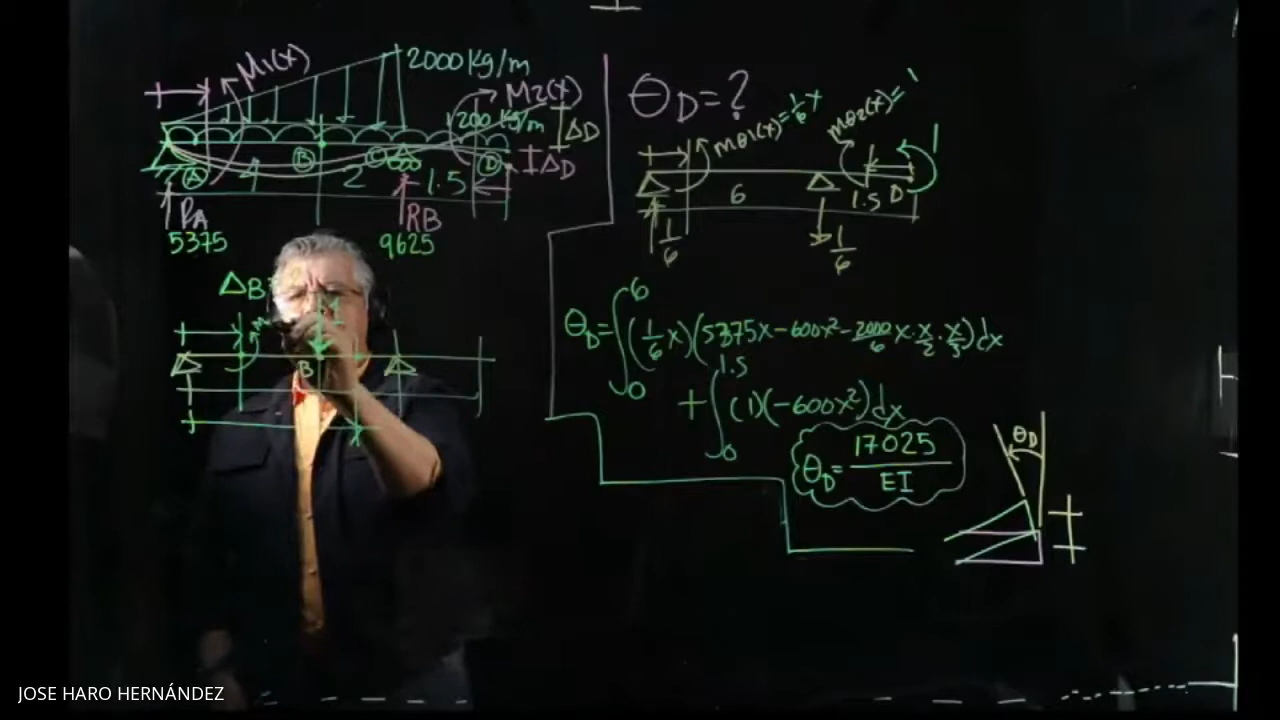 M1(x)
2000 kg/m
M2(x)
1200 kg/m
ΔD
ΔD
A B C D
4 2 1.5
RA RB
5375 9625
ΔB
1
B
θD=?
mθ1(x)=1/6 x
mθ2(x)=1
1
6 1.5 D
1/6 1/6
θD=∫₀⁶(1/6 x)(5375x-600x²-2000/6 x·x/2·x/3)dx
+∫₀^1.5(1)(-600x²)dx
θD=17025/EI
θD
JOSE HARO HERNÁNDEZ